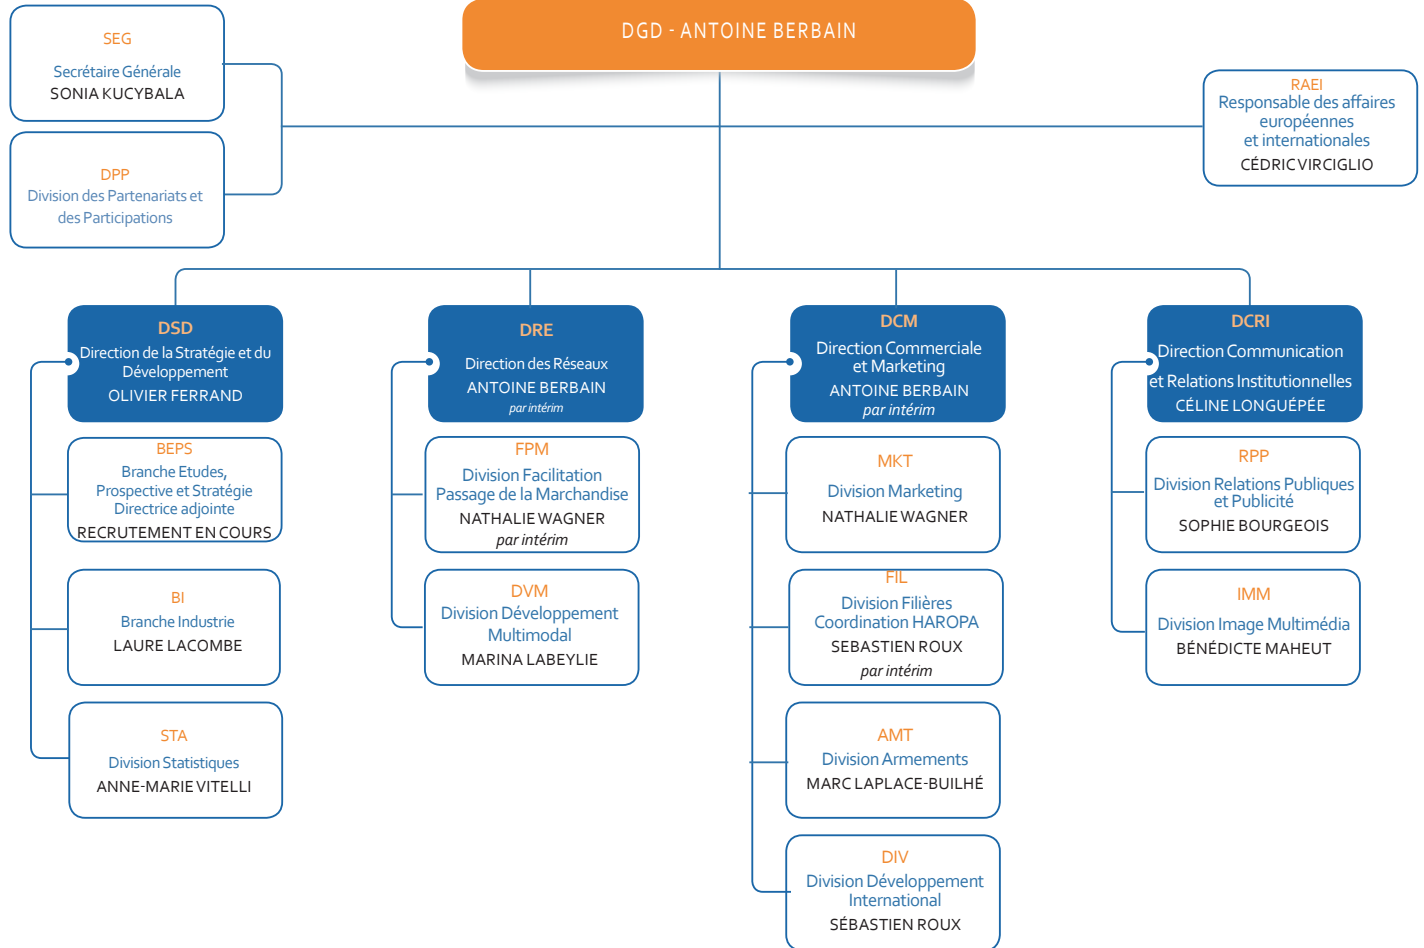 DGD - ANTOINE BERBAIN
SEG
Secrétaire Générale
SONIA KUCYBALA
DPP
Division des Partenariats et
des Participations
RAEI
Responsable des affaires
européennes
et internationales
CÉDRIC VIRCIGLIO
DSD
Direction de la Stratégie et du
Développement
OLIVIER FERRAND
BEPS
Branche Etudes,
Prospective et Stratégie
Directrice adjointe
RECRUTEMENT EN COURS
BI
Branche Industrie
LAURE LACOMBE
STA
Division Statistiques
ANNE-MARIE VITELLI
DRE
Direction des Réseaux
ANTOINE BERBAIN
par intérim
FPM
Division Facilitation
Passage de la Marchandise
NATHALIE WAGNER
par intérim
DVM
Division Développement
Multimodal
MARINA LABEYLIE
DCM
Direction Commerciale
et Marketing
ANTOINE BERBAIN
par intérim
MKT
Division Marketing
NATHALIE WAGNER
FIL
Division Filières
Coordination HAROPA
SEBASTIEN ROUX
par intérim
AMT
Division Armements
MARC LAPLACE-BUILHÉ
DIV
Division Développement
International
SÉBASTIEN ROUX
DCRI
Direction Communication
et Relations Institutionnelles
CÉLINE LONGUÉPÉE
RPP
Division Relations Publiques
et Publicité
SOPHIE BOURGEOIS
IMM
Division Image Multimédia
BÉNÉDICTE MAHEUT